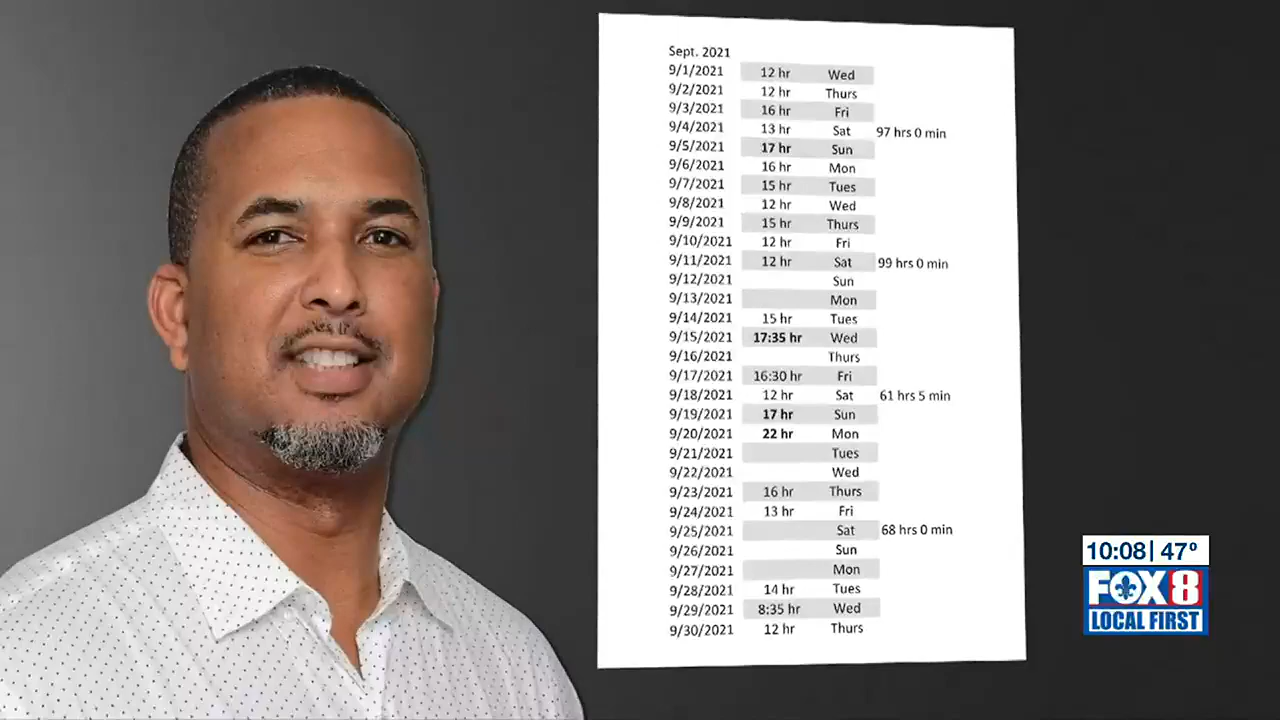 Sept. 2021
9/1/2021 12 hr Wed
9/2/2021 12 hr Thurs
9/3/2021 16 hr Fri
9/4/2021 13 hr Sat 97 hrs 0 min
9/5/2021 17 hr Sun
9/6/2021 16 hr Mon
9/7/2021 15 hr Tues
9/8/2021 12 hr Wed
9/9/2021 15 hr Thurs
9/10/2021 12 hr Fri
9/11/2021 12 hr Sat 99 hrs 0 min
9/12/2021 Sun
9/13/2021 Mon
9/14/2021 15 hr Tues
9/15/2021 17:35 hr Wed
9/16/2021 Thurs
9/17/2021 16:30 hr Fri
9/18/2021 12 hr Sat 61 hrs 5 min
9/19/2021 17 hr Sun
9/20/2021 22 hr Mon
9/21/2021 Tues
9/22/2021 Wed
9/23/2021 16 hr Thurs
9/24/2021 13 hr Fri
9/25/2021 Sat 68 hrs 0 min
9/26/2021 Sun
9/27/2021 Mon
9/28/2021 14 hr Tues
9/29/2021 8:35 hr Wed
9/30/2021 12 hr Thurs
10:08| 47º
FOX 8
LOCAL FIRST